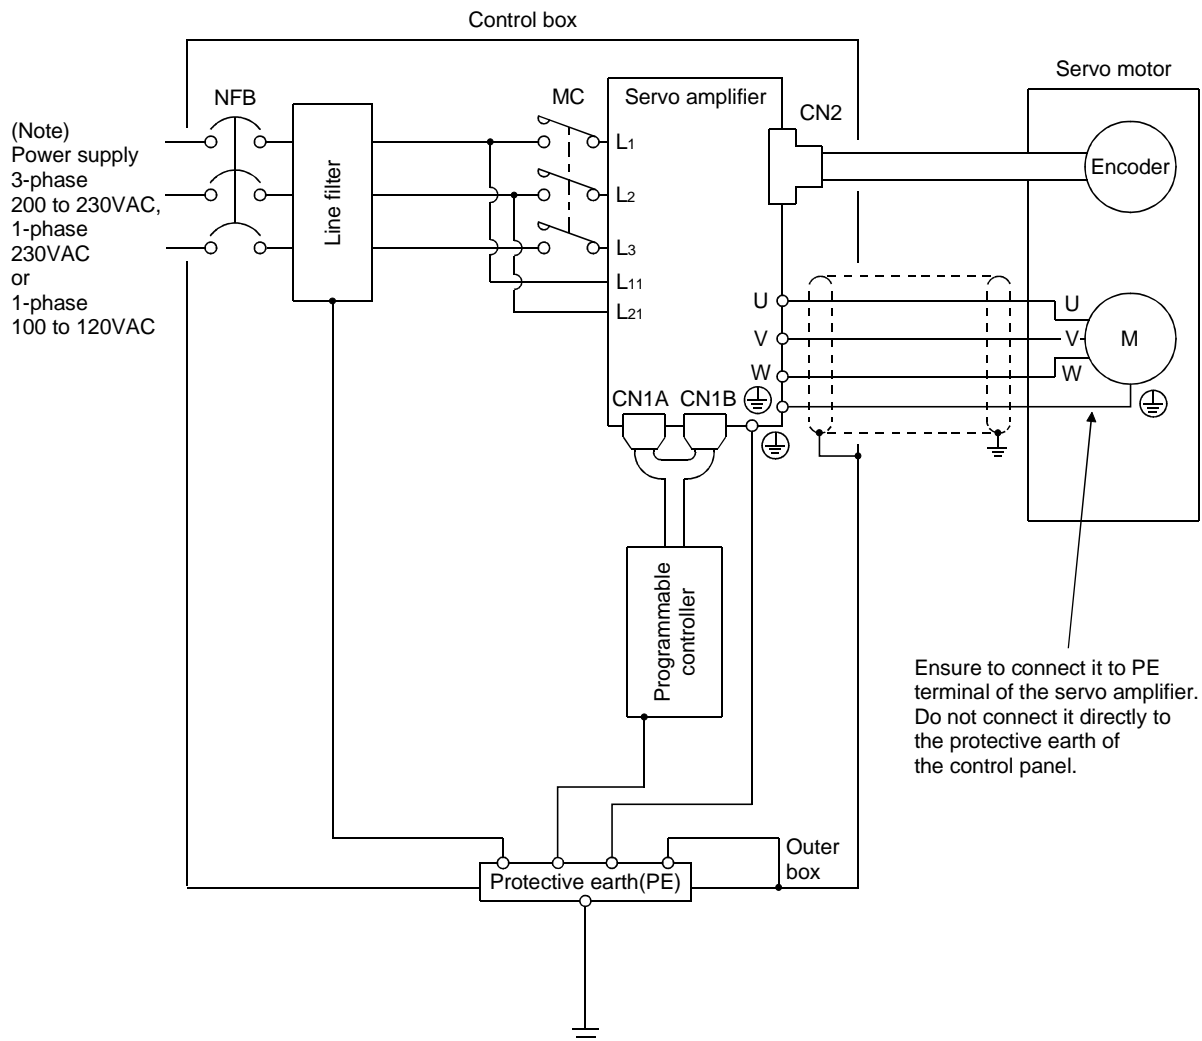 Control box
Servo motor
NFB
MC
Servo amplifier
CN2
(Note)
Power supply
3-phase
200 to 230VAC,
1-phase
230VAC
or
1-phase
100 to 120VAC
Line filter
L1
L2
L3
L11
L21
Encoder
U
V
W
U
V
W
M
CN1A
CN1B
Programmable
controller
Ensure to connect it to PE
terminal of the servo amplifier.
Do not connect it directly to
the protective earth of
the control panel.
Outer
box
Protective earth(PE)